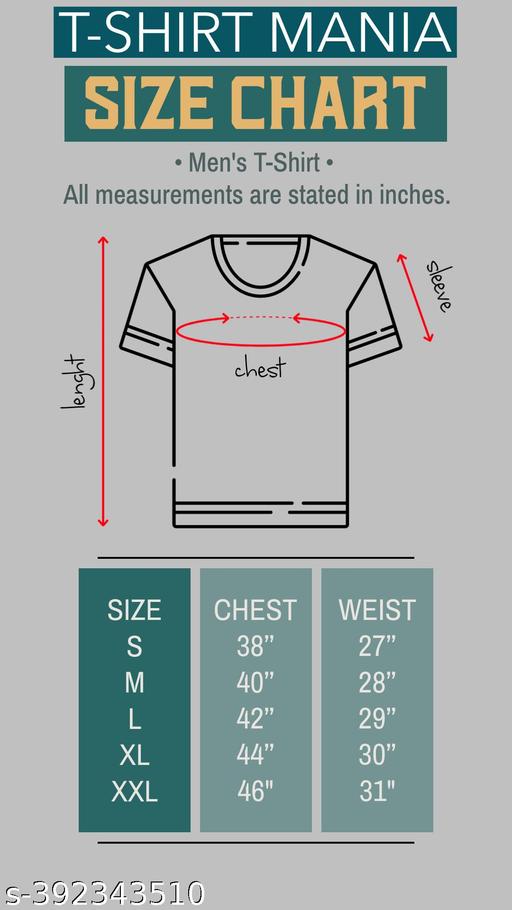 T-SHIRT MANIA
SIZE CHART
• Men's T-Shirt •
All measurements are stated in inches.
sleeve
lenght
chest
SIZE CHEST WEIST
S 38” 27”
M 40” 28”
L 42” 29”
XL 44” 30”
XXL 46" 31"
s-392343510